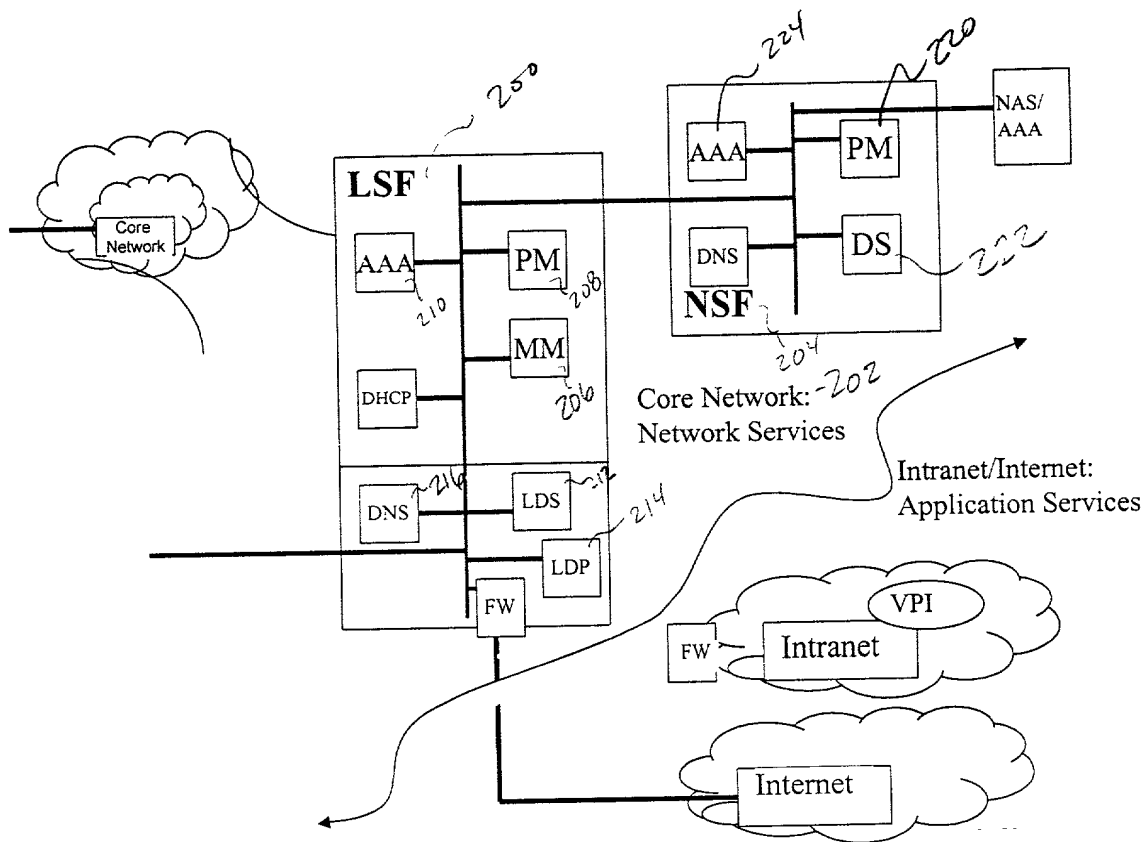 224
220
200
NAS/
AAA
AAA
PM
LSF
Core
Network
AAA
210
PM
208
DNS
DS
222
NSF
204
MM
206
DHCP
Core Network: -202
Network Services
Intranet/Internet:
Application Services
DNS
216
LDS
212
214
LDP
FW
VPI
FW
Intranet
Internet